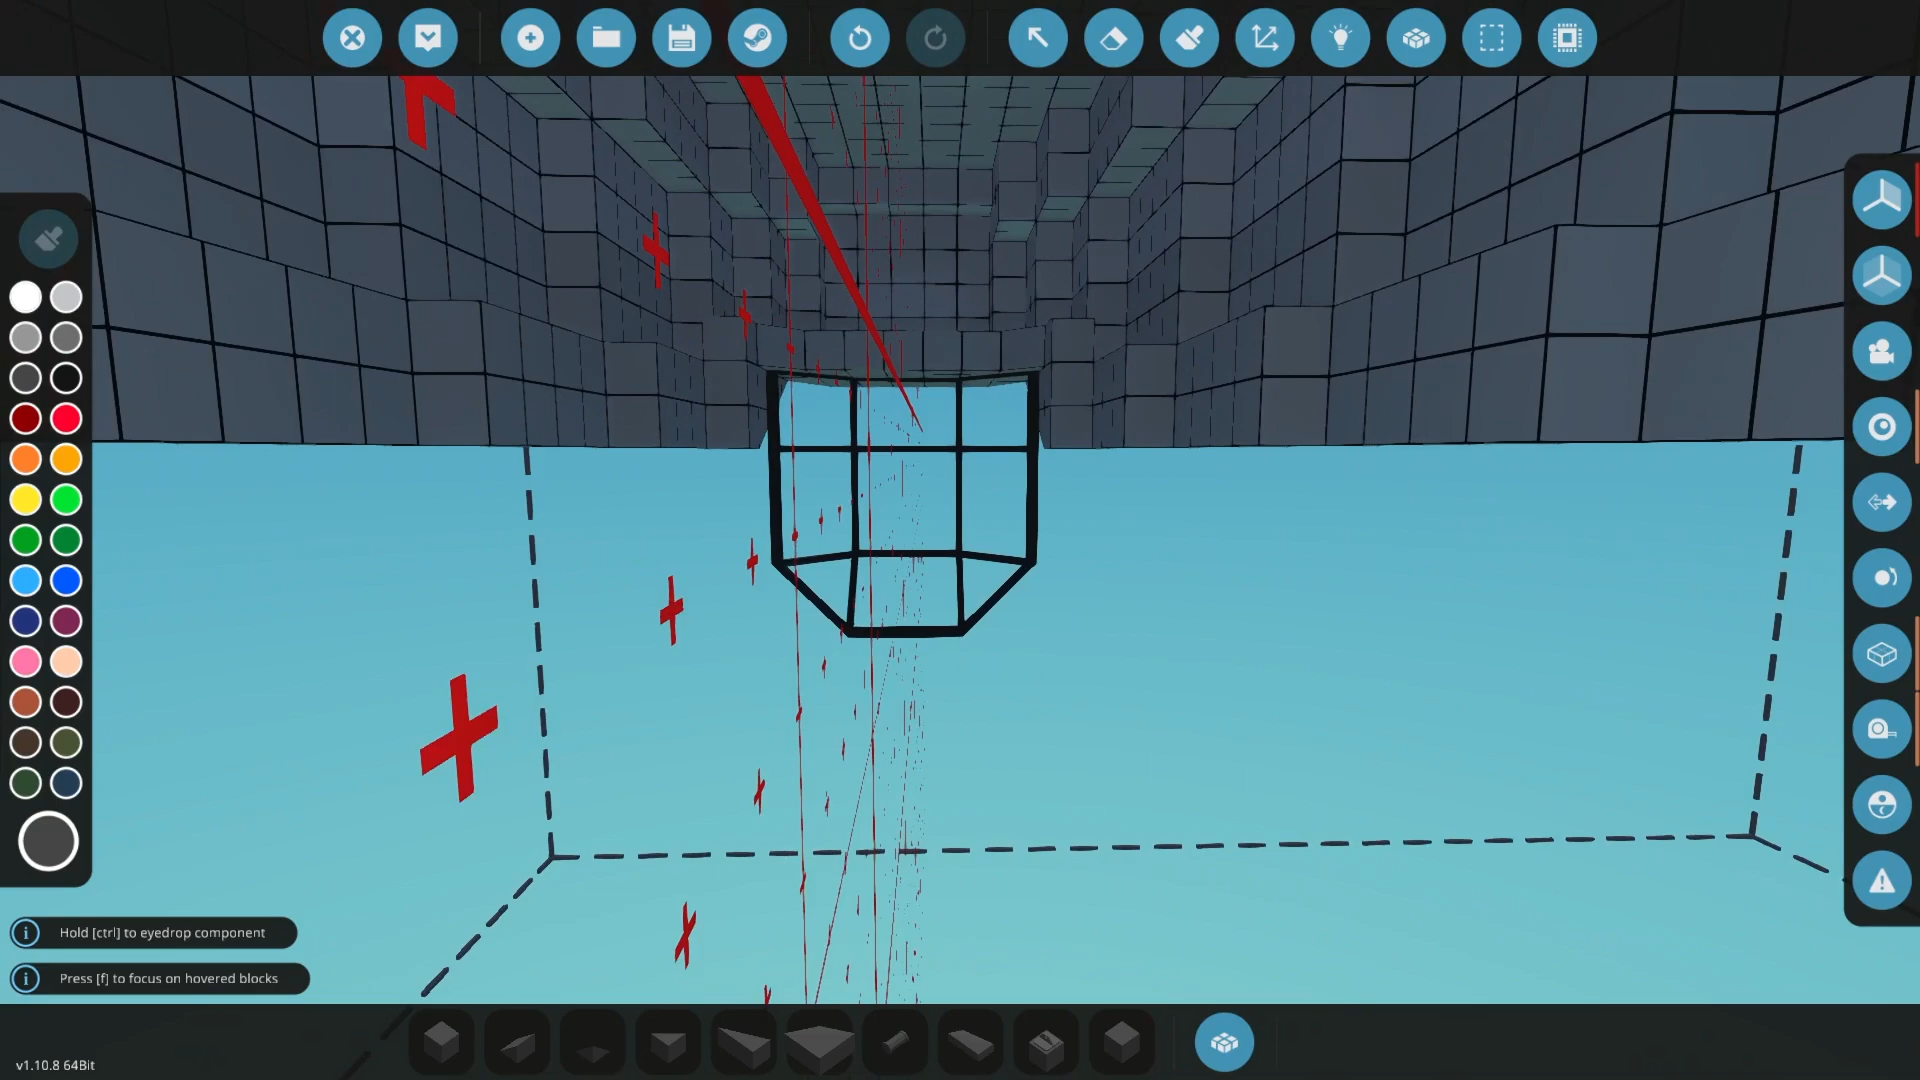 Hold [ctrl] to eyedrop component
Press [f] to focus on hovered blocks
v1.10.8 64Bit